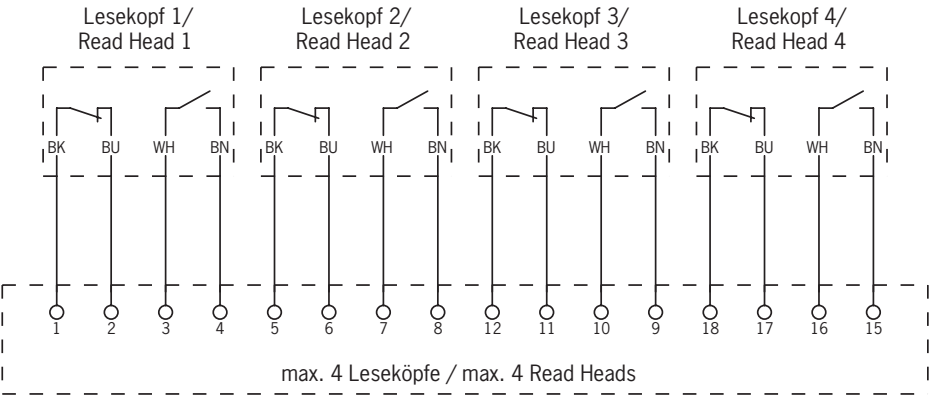 Lesekopf 1/ Lesekopf 2/ Lesekopf 3/ Lesekopf 4/
Read Head 1 Read Head 2 Read Head 3 Read Head 4
BK BU WH BN BK BU WH BN BK BU WH BN BK BU WH BN
1 2 3 4 5 6 7 8 12 11 10 9 18 17 16 15
max. 4 Leseköpfe / max. 4 Read Heads